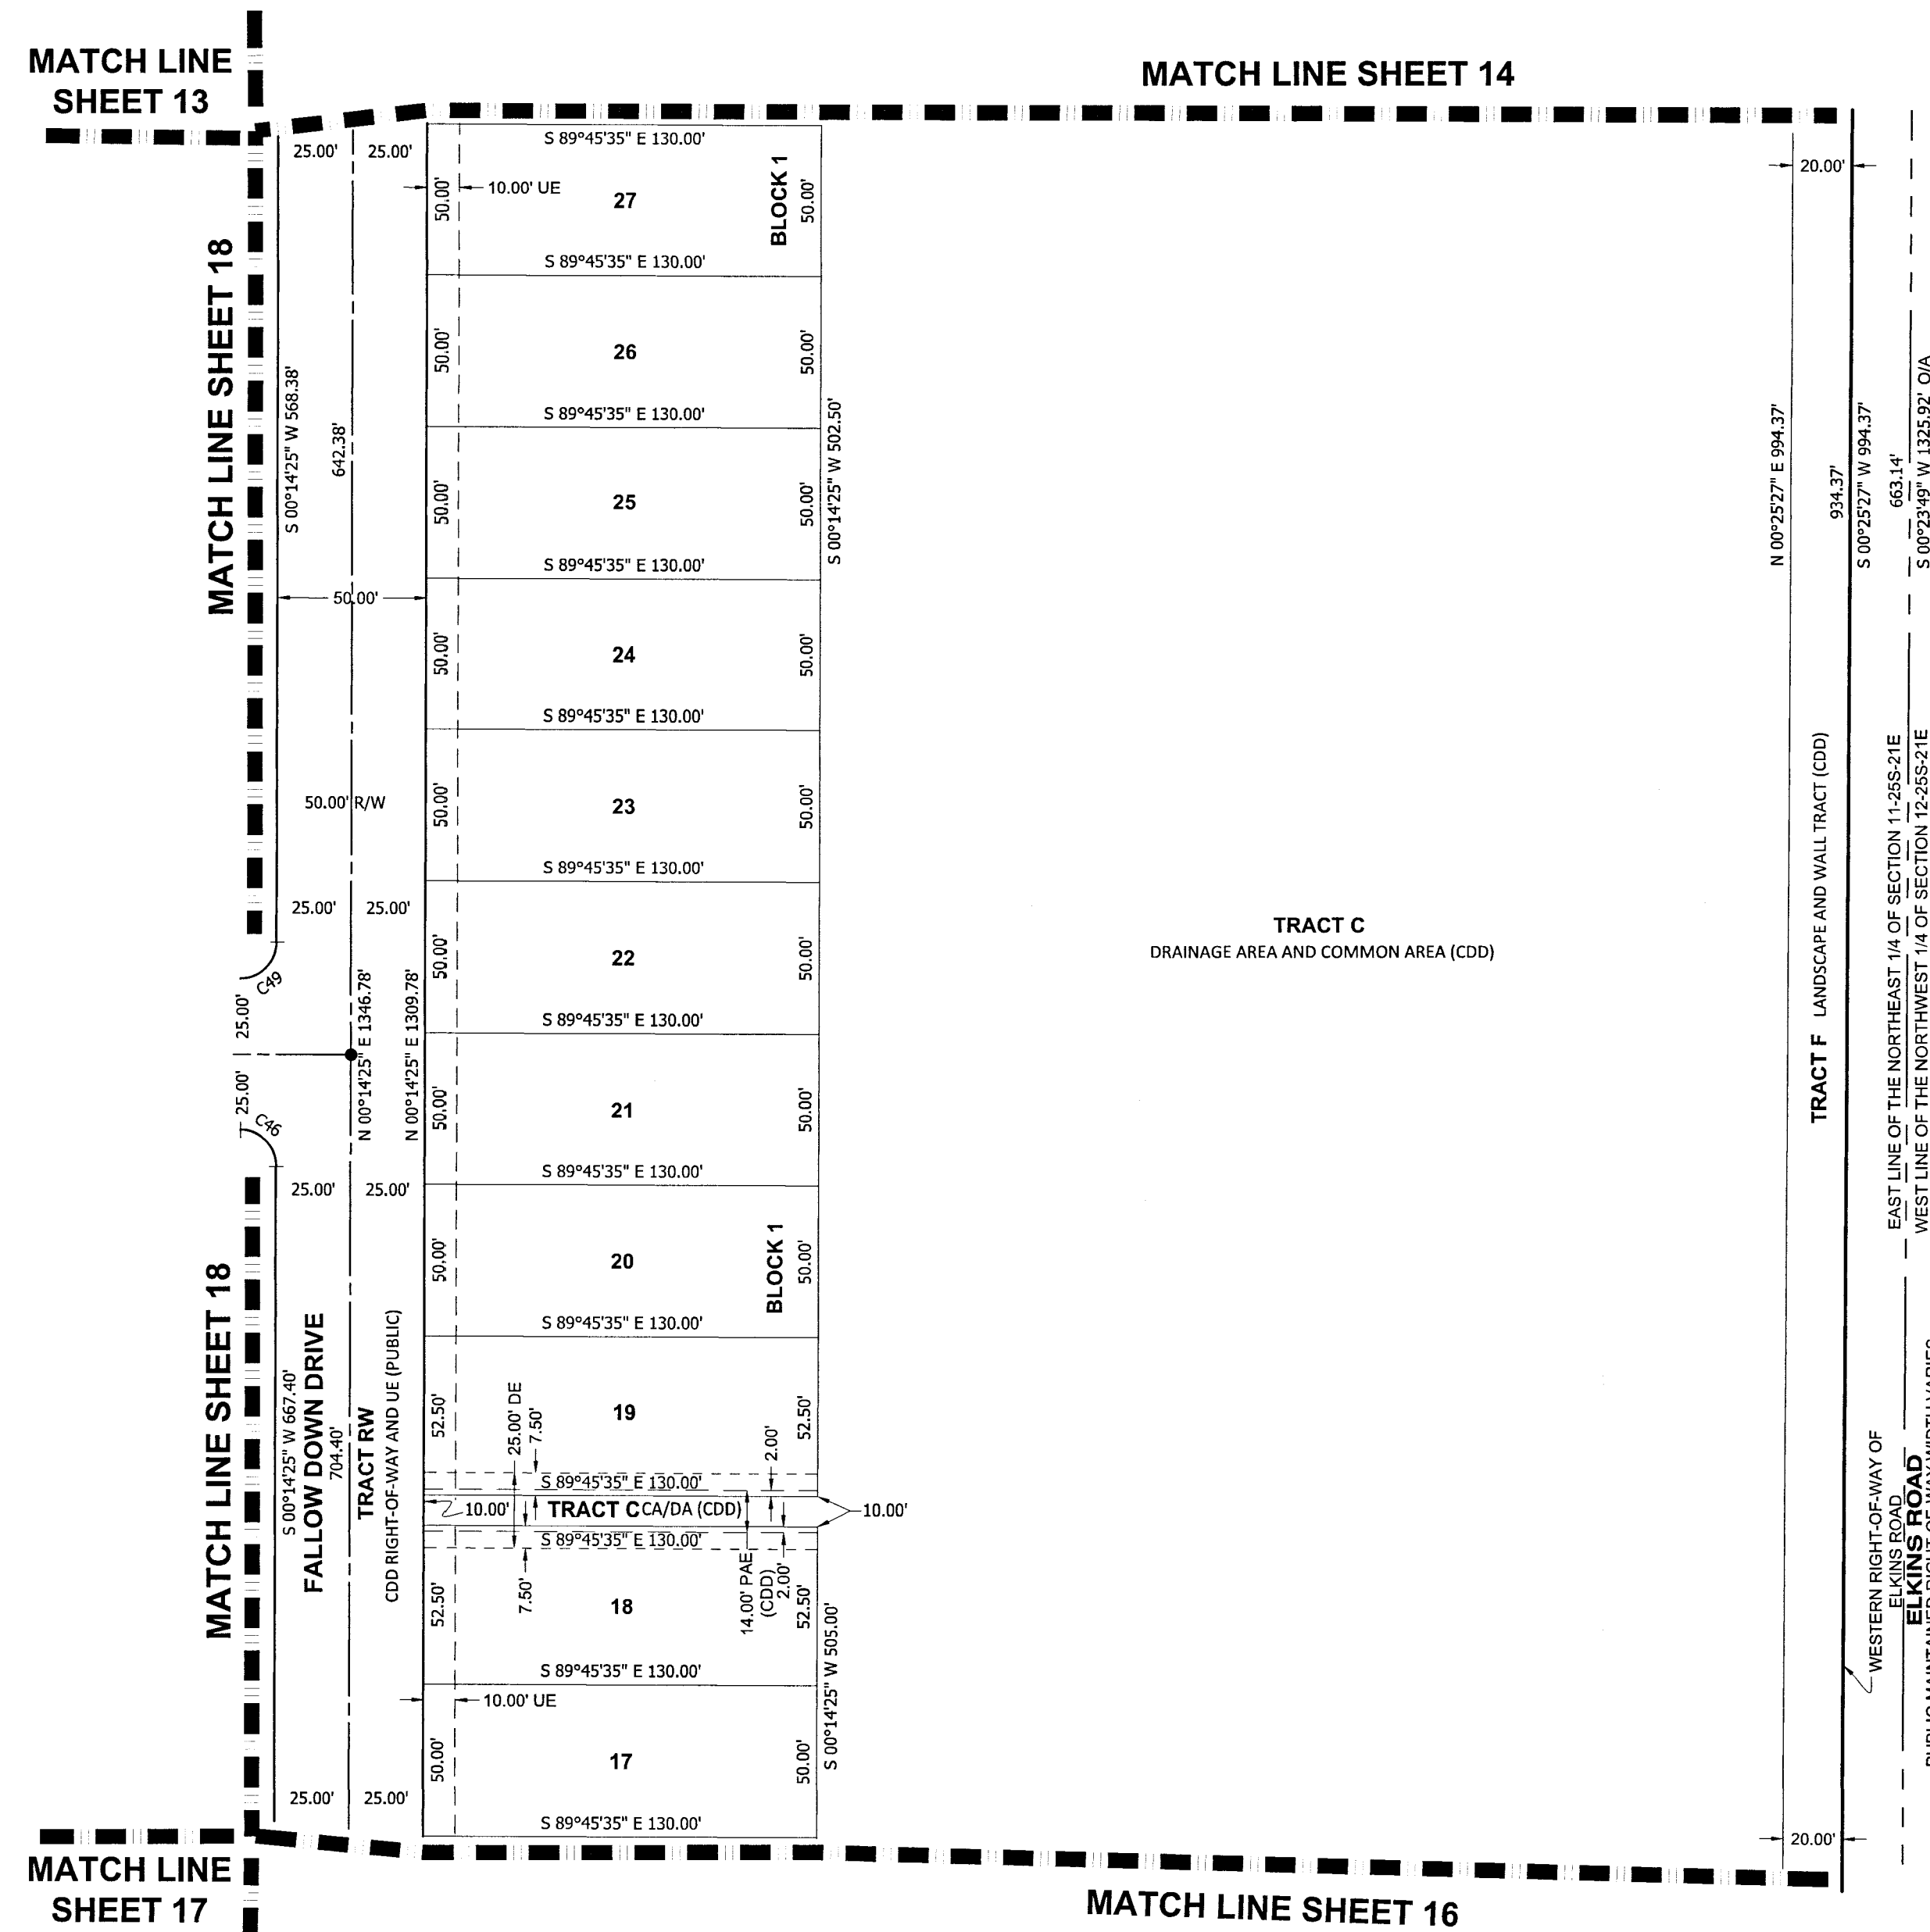 MATCH LINE
SHEET 13
MATCH LINE SHEET 14
MATCH LINE SHEET 18
25.00'
25.00'
S 00°14'25" W 568.38'
642.38'
50.00'
50.00' R/W
25.00'
25.00'
C49
25.00'
25.00'
C46
N 00°14'25" E 1346.78'
N 00°14'25" E 1309.78'
25.00'
25.00'
MATCH LINE SHEET 18
S 00°14'25" W 667.40'
FALLOW DOWN DRIVE
704.40'
TRACT RW
CDD RIGHT-OF-WAY AND UE (PUBLIC)
25.00'
25.00'
S 89°45'35" E 130.00'
10.00' UE
50.00'
27
BLOCK 1
50.00'
S 89°45'35" E 130.00'
50.00'
26
50.00'
S 89°45'35" E 130.00'
S 00°14'25" W 502.50'
50.00'
25
50.00'
S 89°45'35" E 130.00'
50.00'
24
50.00'
S 89°45'35" E 130.00'
50.00'
23
50.00'
S 89°45'35" E 130.00'
50.00'
22
50.00'
S 89°45'35" E 130.00'
50.00'
21
50.00'
S 89°45'35" E 130.00'
50.00'
20
BLOCK 1
50.00'
S 89°45'35" E 130.00'
52.50'
25.00' DE
7.50'
19
2.00'
52.50'
S 89°45'35" E 130.00'
10.00'
TRACT C CA/DA (CDD)
10.00'
S 89°45'35" E 130.00'
52.50'
7.50'
18
14.00' PAE
(CDD)
2.00'
52.50'
S 00°14'25" W 505.00'
S 89°45'35" E 130.00'
10.00' UE
50.00'
17
50.00'
S 89°45'35" E 130.00'
TRACT C
DRAINAGE AREA AND COMMON AREA (CDD)
20.00'
N 00°25'27" E 994.37'
934.37'
S 00°25'27" W 994.37'
663.14'
S 00°23'49" W 1325.92' O/A
TRACT F LANDSCAPE AND WALL TRACT (CDD)
EAST LINE OF THE NORTHEAST 1/4 OF SECTION 11-25S-21E
WEST LINE OF THE NORTHWEST 1/4 OF SECTION 12-25S-21E
WESTERN RIGHT-OF-WAY OF
ELKINS ROAD
ELKINS ROAD
20.00'
MATCH LINE
SHEET 17
MATCH LINE SHEET 16